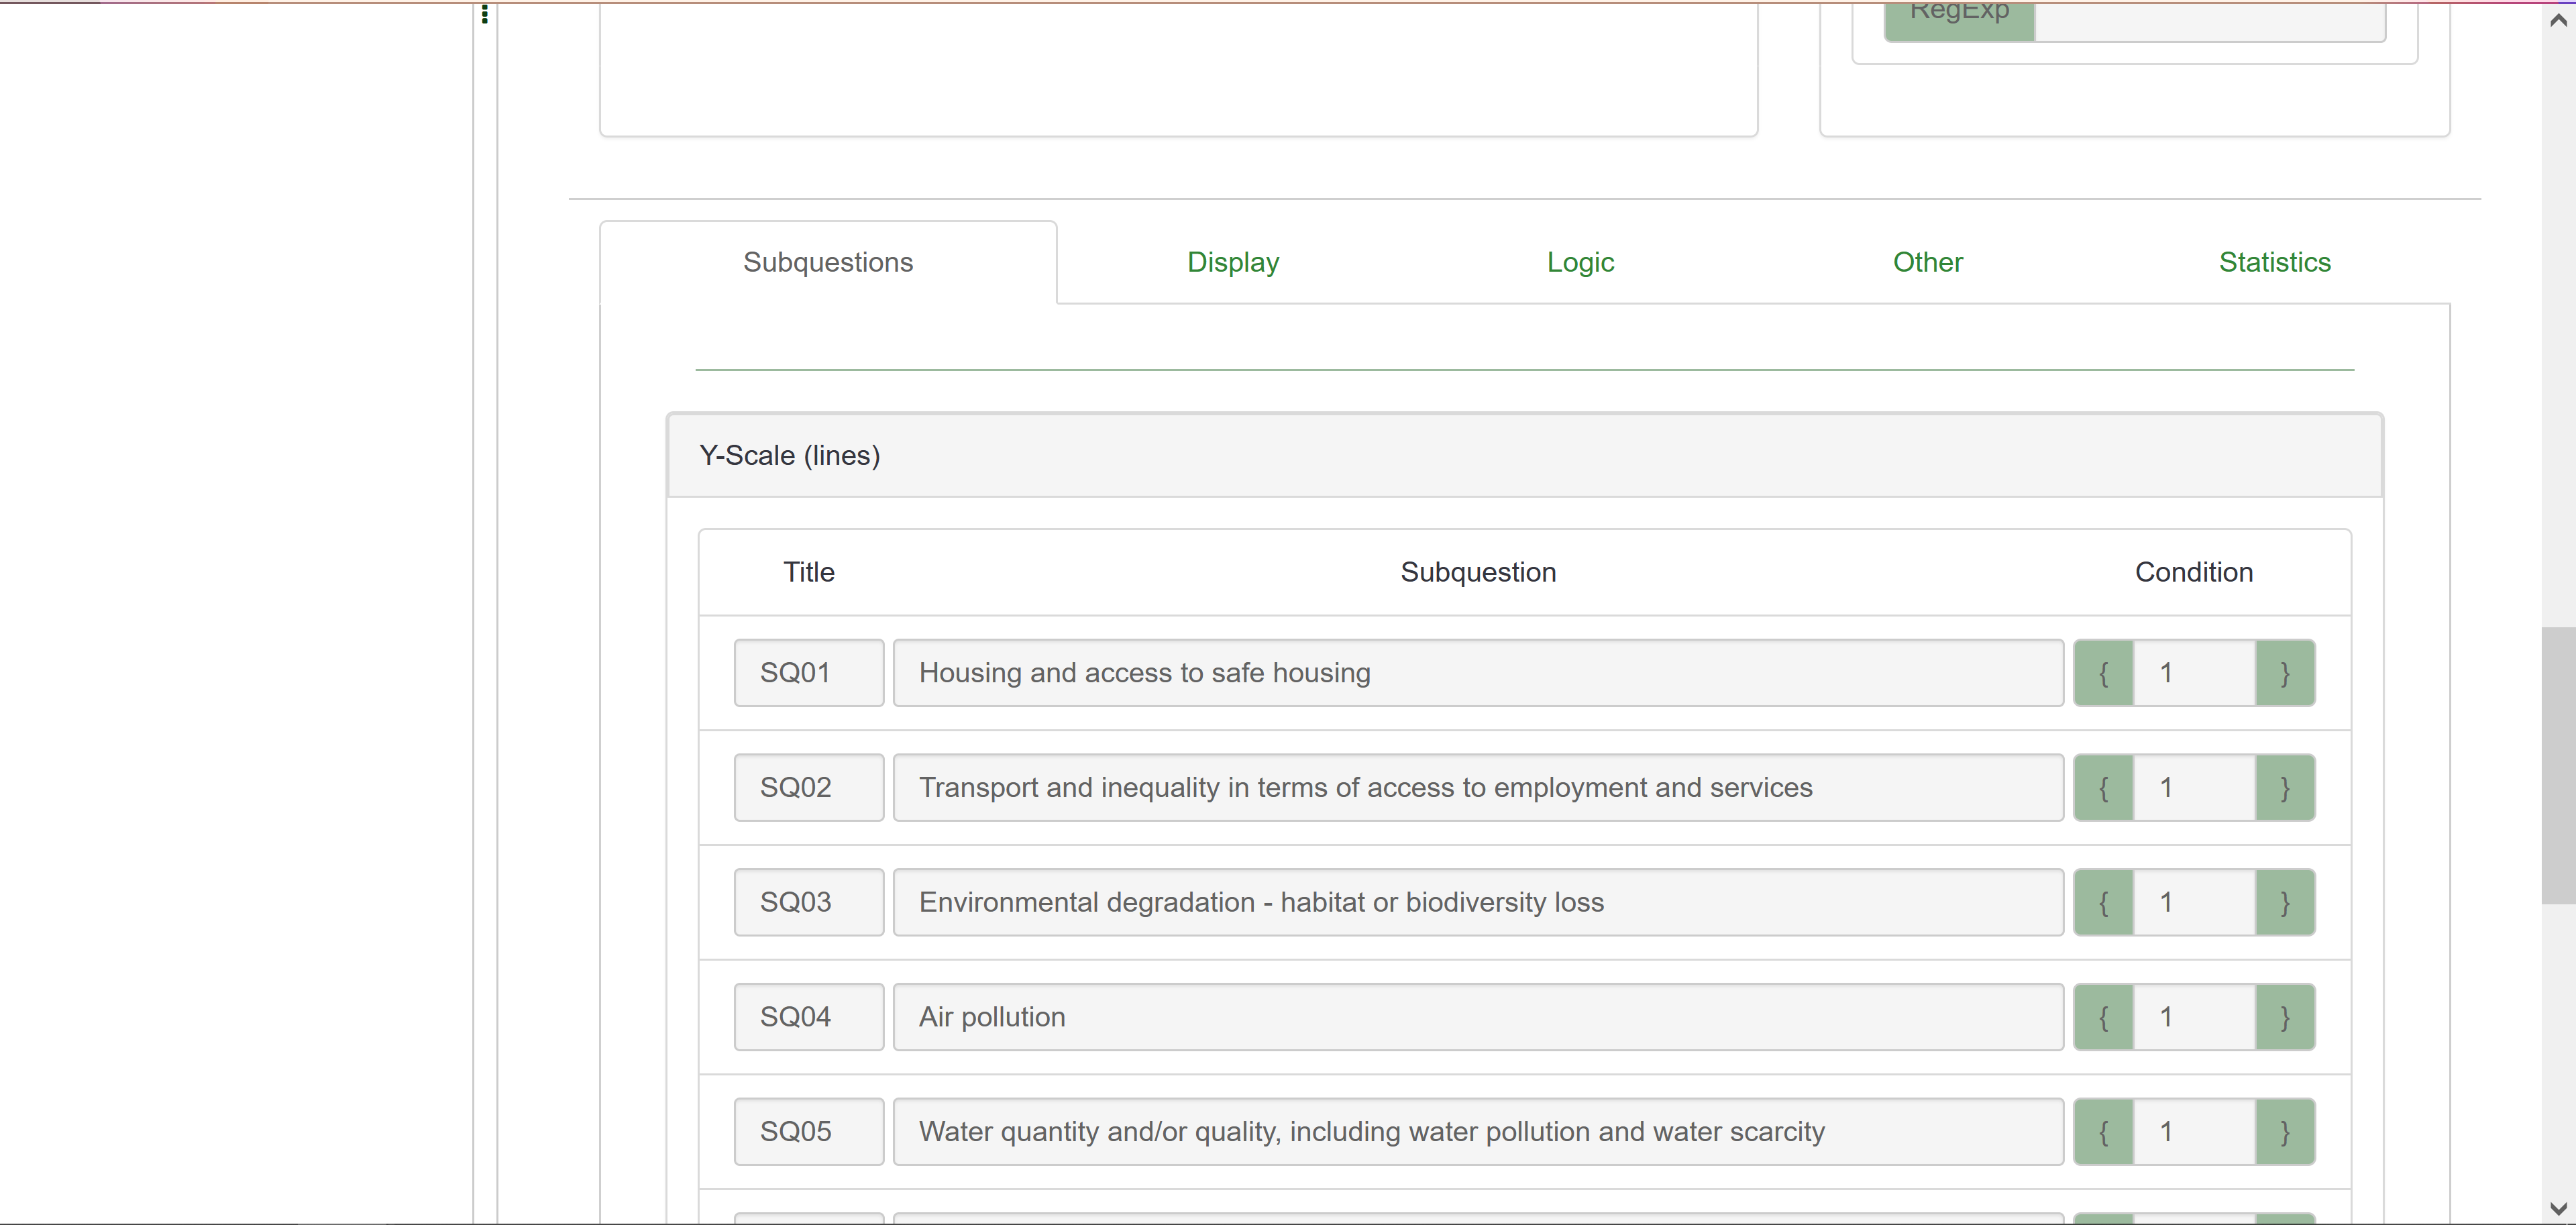 RegExp
Subquestions Display Logic Other Statistics
Y-Scale (lines)
Title Subquestion Condition
SQ01 Housing and access to safe housing { 1 }
SQ02 Transport and inequality in terms of access to employment and services { 1 }
SQ03 Environmental degradation - habitat or biodiversity loss { 1 }
SQ04 Air pollution { 1 }
SQ05 Water quantity and/or quality, including water pollution and water scarcity { 1 }